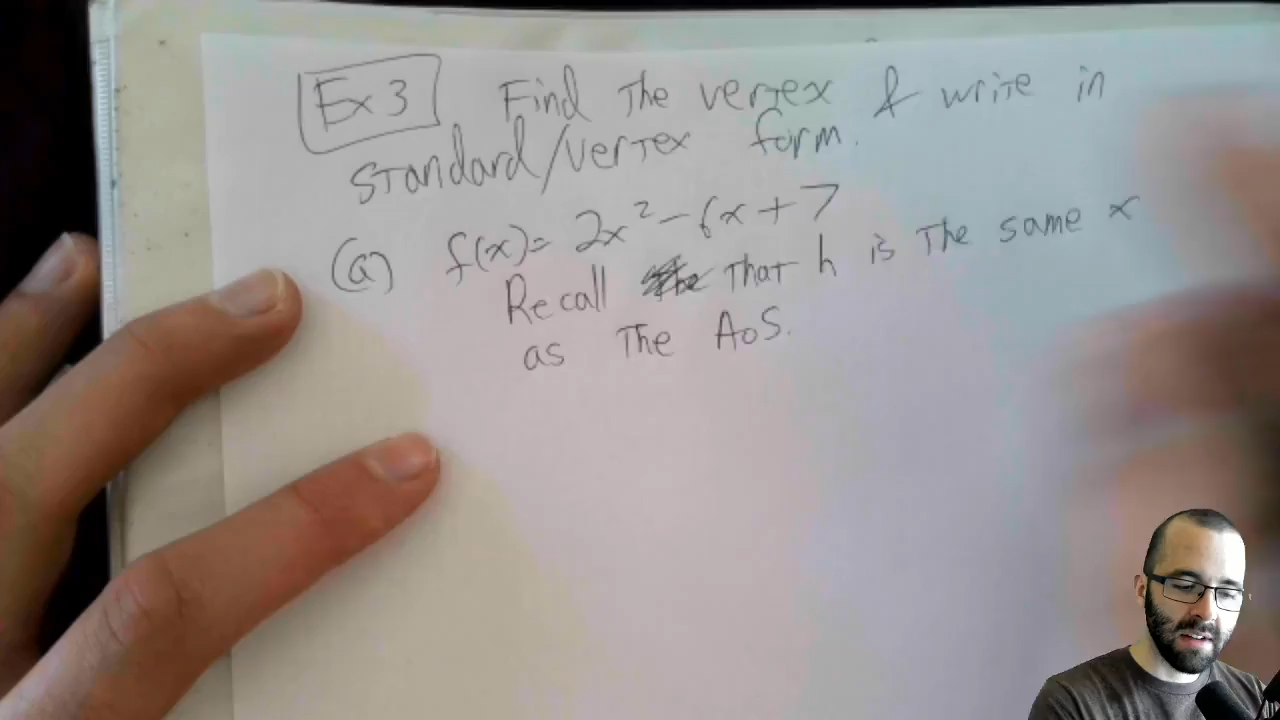 Ex 3 Find the vertex & write in
standard/vertex form.
(a) f(x)= 2x²-6x+7
Recall that h is the same x
as the AoS.